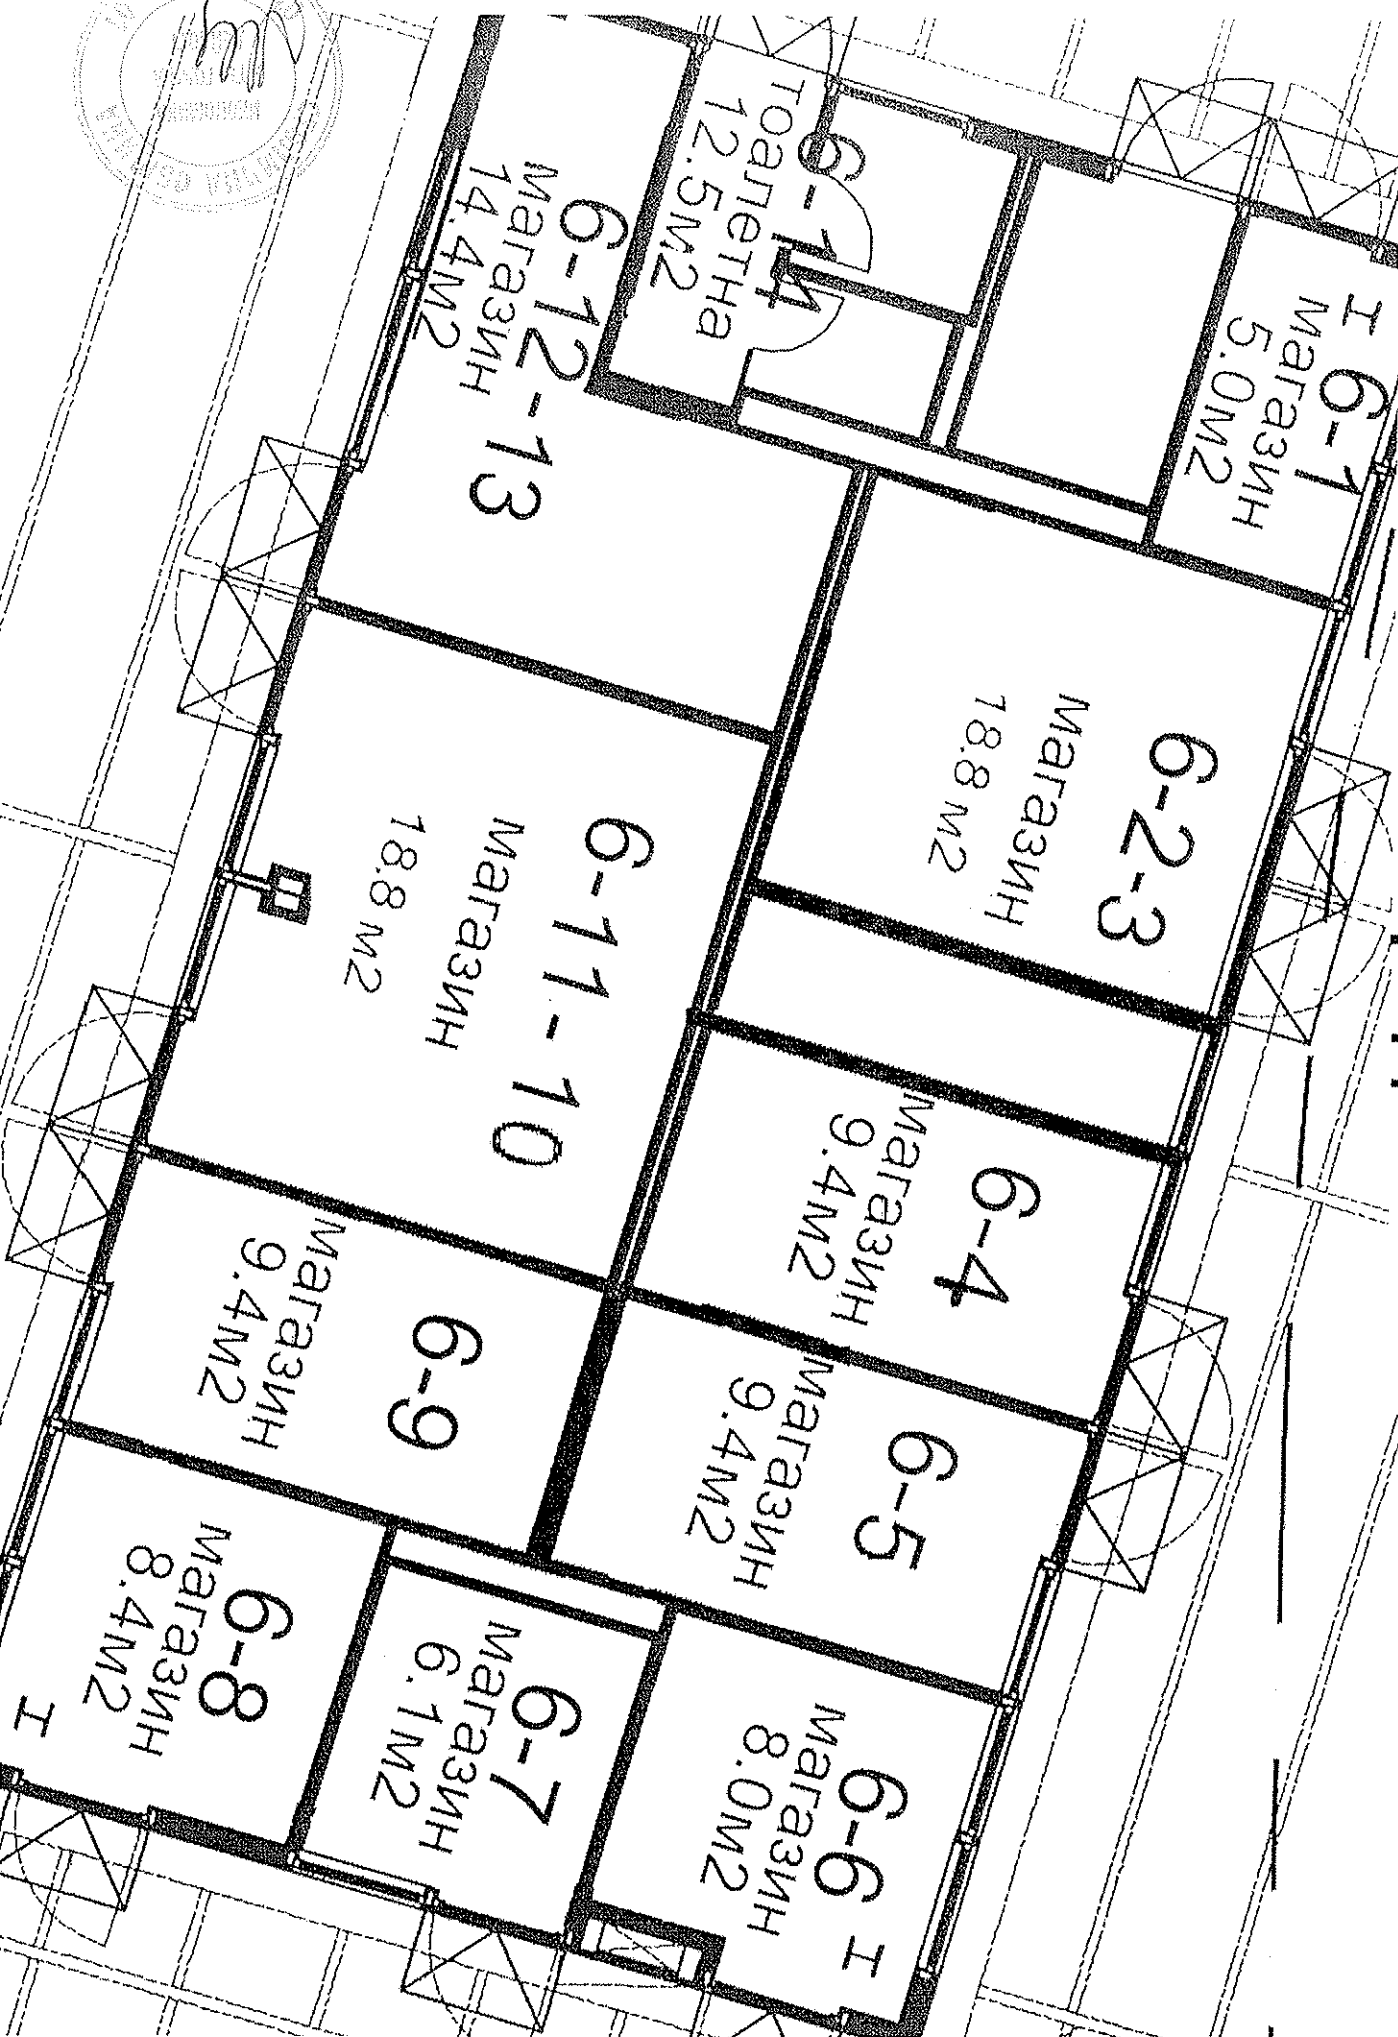 6-14
тоалетна
12.5м2
6-1
магазин
5.0м2
6-12-13
магазин
14.4м2
6-2-3
магазин
18.8 м2
6-11-10
магазин
18.8 м2
6-4
магазин
9.4м2
6-9
магазин
9.4м2
6-5
магазин
9.4м2
6-8
магазин
8.4м2
6-7
магазин
6.1м2
6-6
магазин
8.0м2